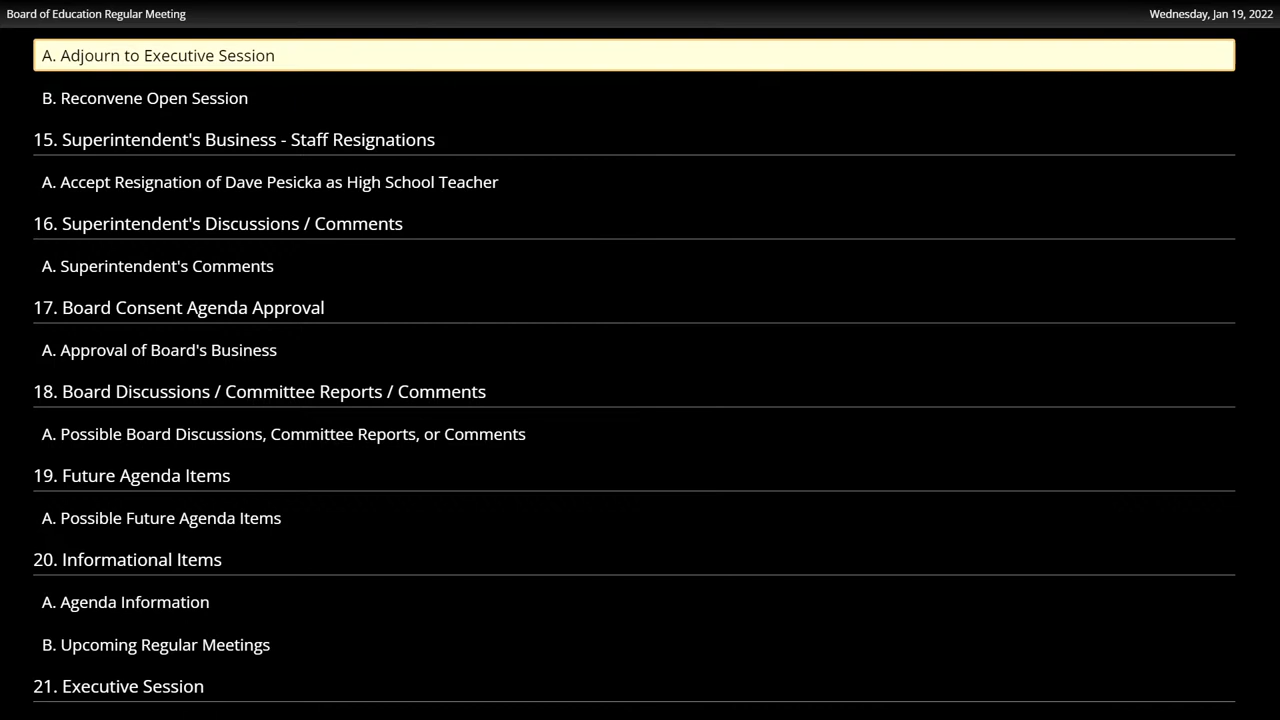 Board of Education Regular Meeting
Wednesday, Jan 19, 2022
A. Adjourn to Executive Session
B. Reconvene Open Session
15. Superintendent's Business - Staff Resignations
A. Accept Resignation of Dave Pesicka as High School Teacher
16. Superintendent's Discussions / Comments
A. Superintendent's Comments
17. Board Consent Agenda Approval
A. Approval of Board's Business
18. Board Discussions / Committee Reports / Comments
A. Possible Board Discussions, Committee Reports, or Comments
19. Future Agenda Items
A. Possible Future Agenda Items
20. Informational Items
A. Agenda Information
B. Upcoming Regular Meetings
21. Executive Session